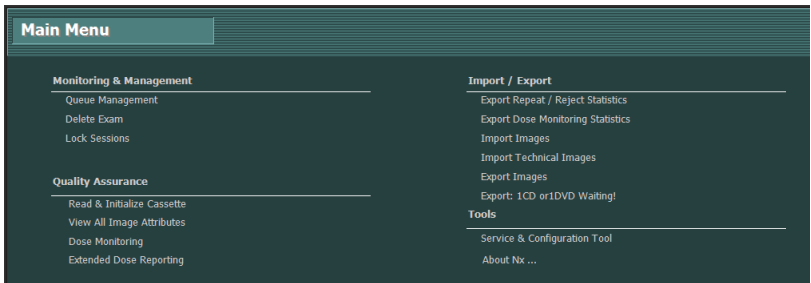 Main Menu
Monitoring & Management
Queue Management
Delete Exam
Lock Sessions
Quality Assurance
Read & Initialize Cassette
View All Image Attributes
Dose Monitoring
Extended Dose Reporting
Import / Export
Export Repeat / Reject Statistics
Export Dose Monitoring Statistics
Import Images
Import Technical Images
Export Images
Export: 1CD or1DVD Waiting!
Tools
Service & Configuration Tool
About Nx ...